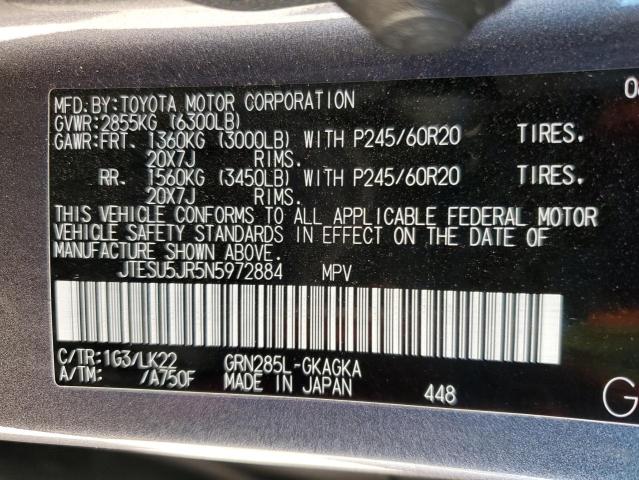 MFD.BY:TOYOTA MOTOR CORPORATION
GVWR:2855KG (6300LB)
GAWR:FRT. 1360KG (3000LB) WITH P245/60R20 TIRES.
20X7J RIMS.
RR. 1560KG (3450LB) WITH P245/60R20 TIRES.
20X7J RIMS.
THIS VEHICLE CONFORMS TO ALL APPLICABLE FEDERAL MOTOR
VEHICLE SAFETY STANDARDS IN EFFECT ON THE DATE OF
MANUFACTURE SHOWN ABOVE.
JTESU5JR5N5972884 MPV
C/TR:1G3/LK22 GRN285L-GKAGKA
A/TM: /A750F MADE IN JAPAN 448
G